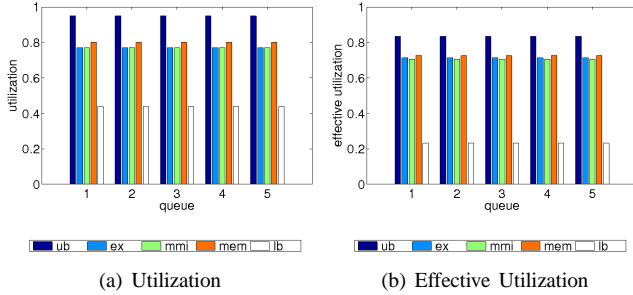 1
0.8
0.6
0.4
0.2
0
utilization
1 2 3 4 5
queue
ub ex mmi mem lb
(a) Utilization
1
0.8
0.6
0.4
0.2
0
effective utilization
1 2 3 4 5
queue
ub ex mmi mem lb
(b) Effective Utilization